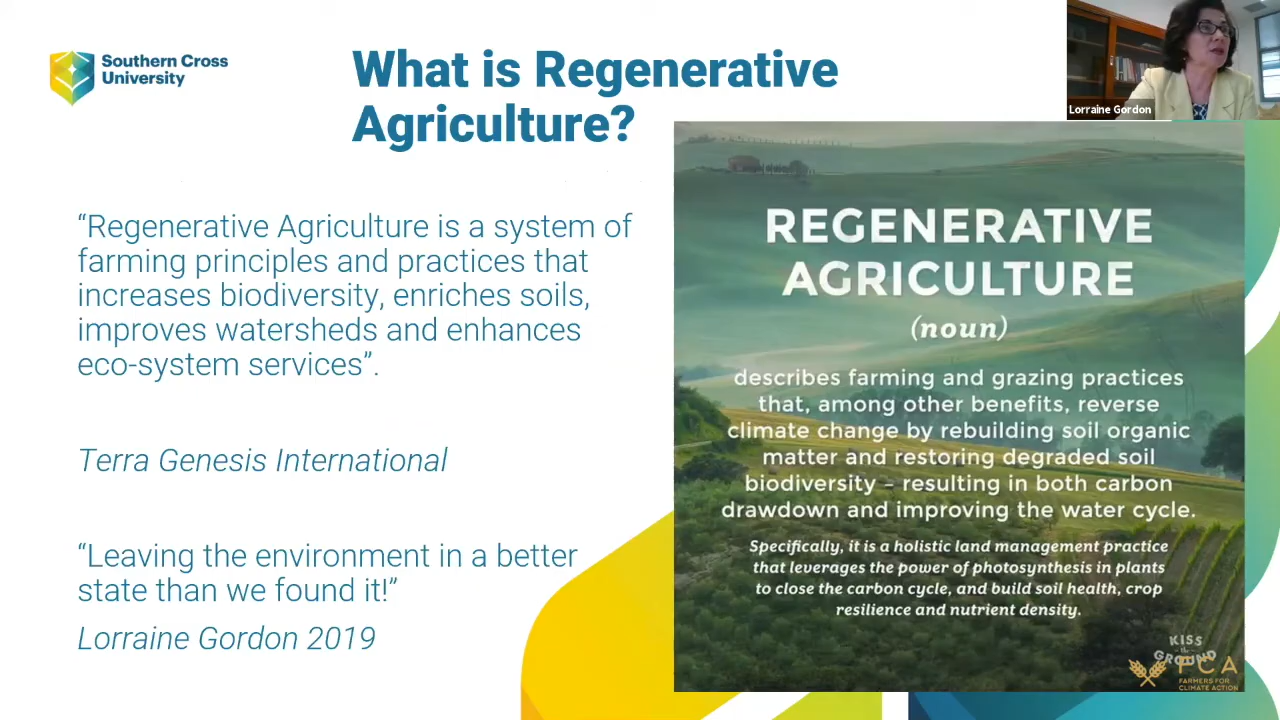 Southern Cross
University
What is Regenerative
Agriculture?
Lorraine Gordon
“Regenerative Agriculture is a system of
farming principles and practices that
increases biodiversity, enriches soils,
improves watersheds and enhances
eco-system services”.
Terra Genesis International
“Leaving the environment in a better
state than we found it!”
Lorraine Gordon 2019
REGENERATIVE
AGRICULTURE
(noun)
describes farming and grazing practices
that, among other benefits, reverse
climate change by rebuilding soil organic
matter and restoring degraded soil
biodiversity – resulting in both carbon
drawdown and improving the water cycle.
Specifically, it is a holistic land management practice
that leverages the power of photosynthesis in plants
to close the carbon cycle, and build soil health, crop
resilience and nutrient density.
KISS
the
GROUND
FCA
FARMERS FOR
CLIMATE ACTION